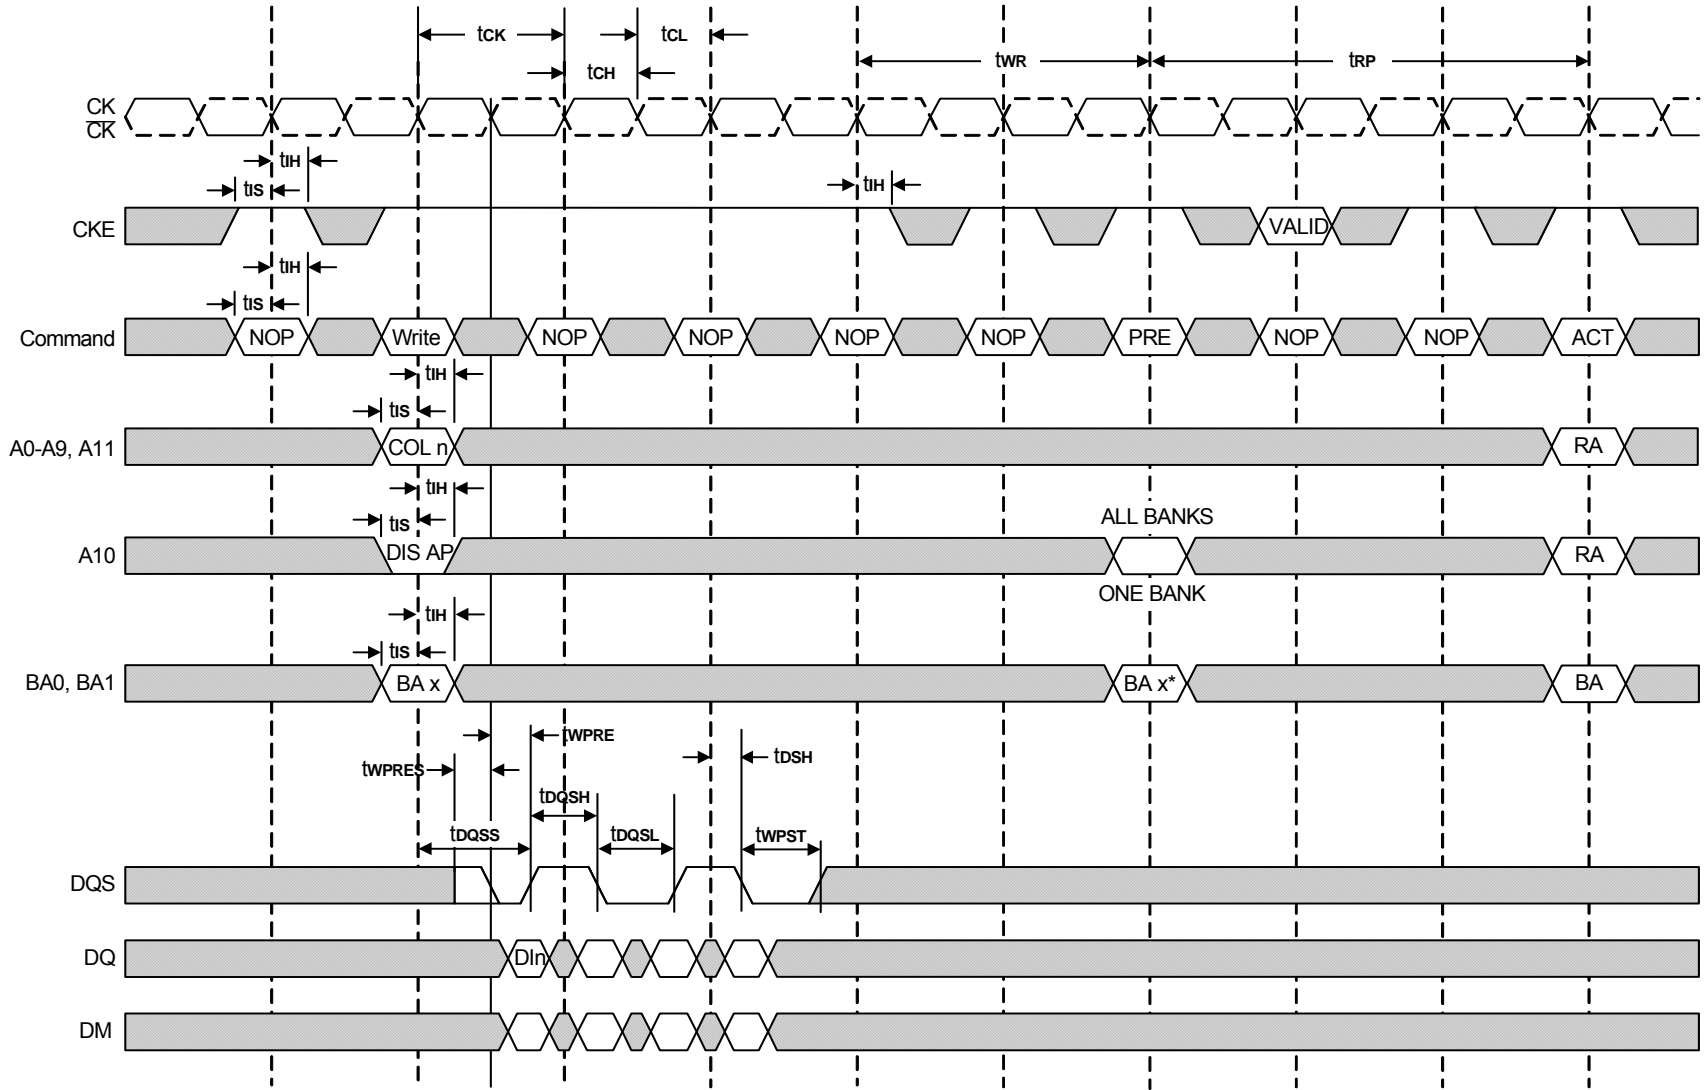 tCK
tCL
tWR
tRP
tCH
CK
CK
tIH
tIS
tIH
CKE
VALID
tIH
tIS
Command
NOP
Write
NOP
NOP
NOP
NOP
PRE
NOP
NOP
ACT
tIH
tIS
A0-A9, A11
COL n
RA
tIH
tIS
ALL BANKS
A10
DIS AP
RA
ONE BANK
tIH
tIS
BA0, BA1
BA x
BA x*
BA
tWPRE
tDSH
tWPRES
tDQSH
tDQSS
tDQSL
tWPST
DQS
DQ
DIn
DM